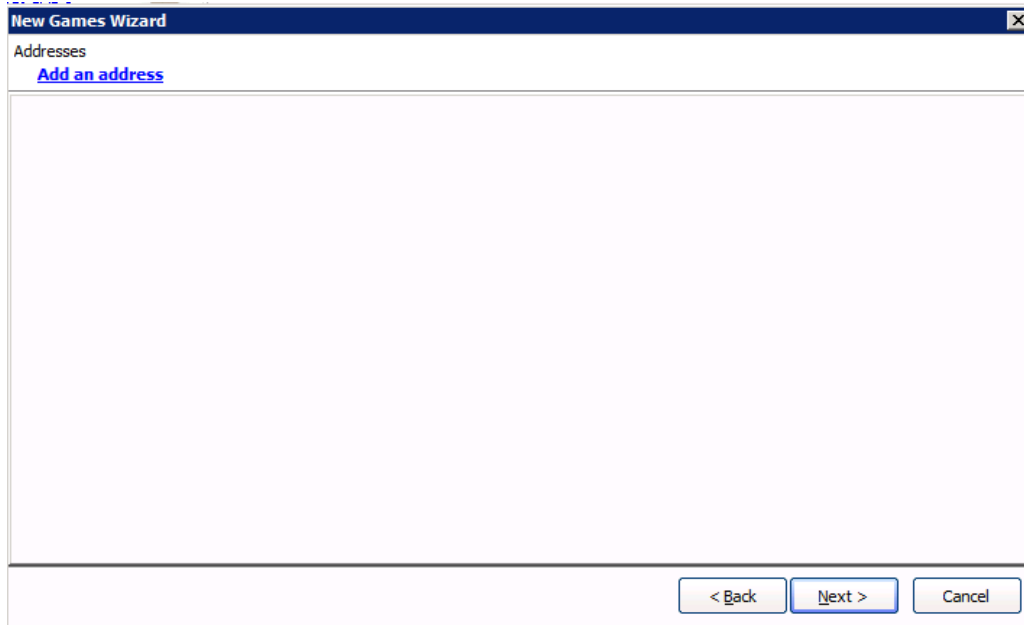 New Games Wizard
Addresses
Add an address
< Back
Next >
Cancel